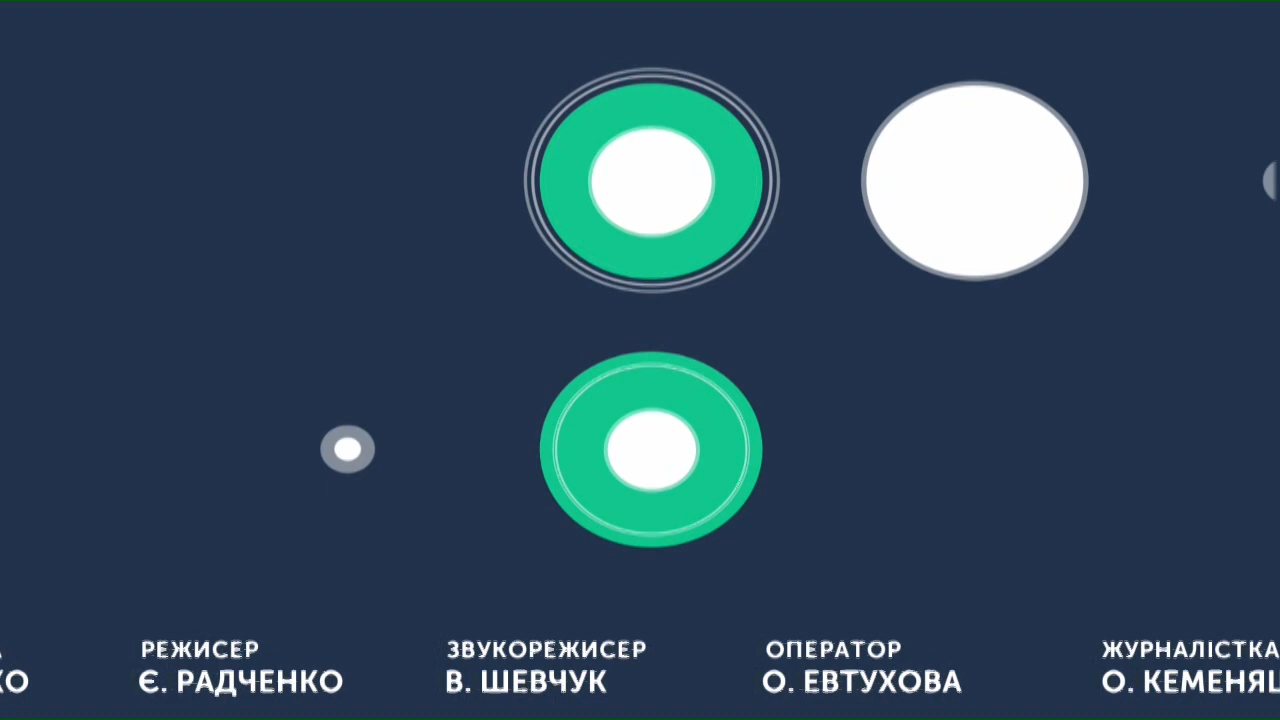 РЕЖИСЕР ЗВУКОРЕЖИСЕР ОПЕРАТОР ЖУРНАЛІСТКА
Є. РАДЧЕНКО В. ШЕВЧУК О. ЕВТУХОВА О.